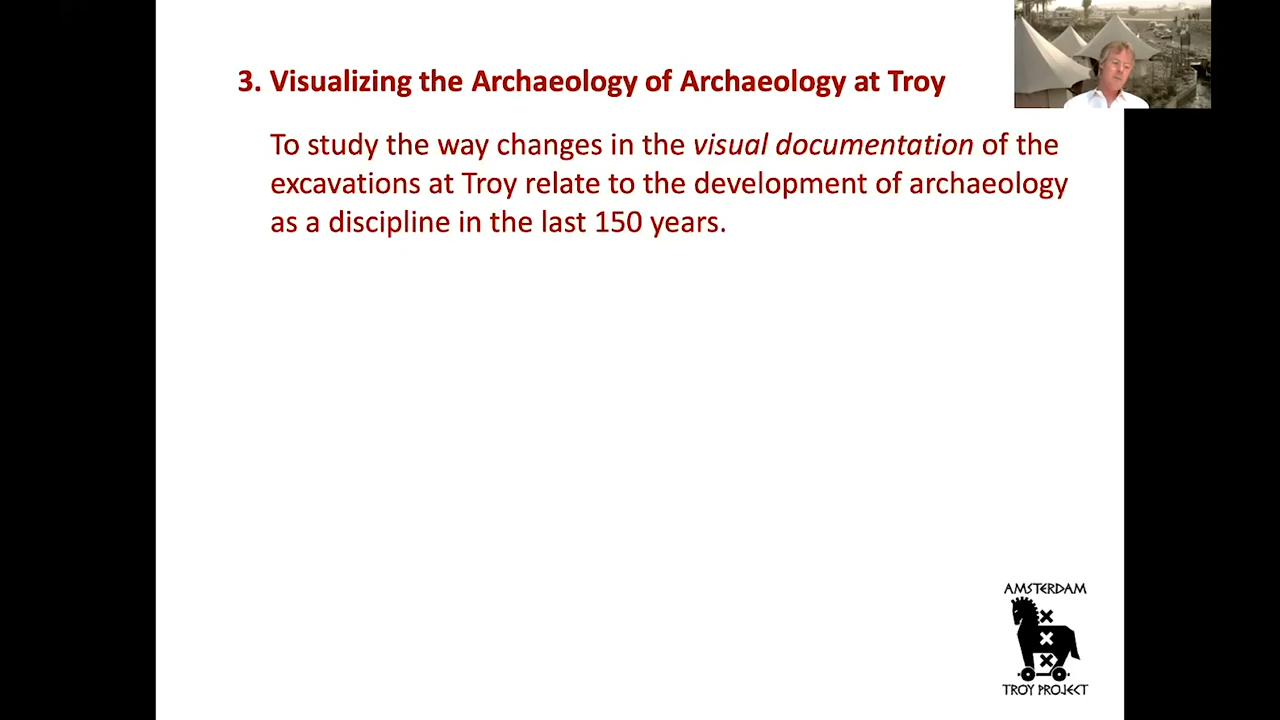 3. Visualizing the Archaeology of Archaeology at Troy
To study the way changes in the visual documentation of the
excavations at Troy relate to the development of archaeology
as a discipline in the last 150 years.
AMSTERDAM
TROY PROJECT